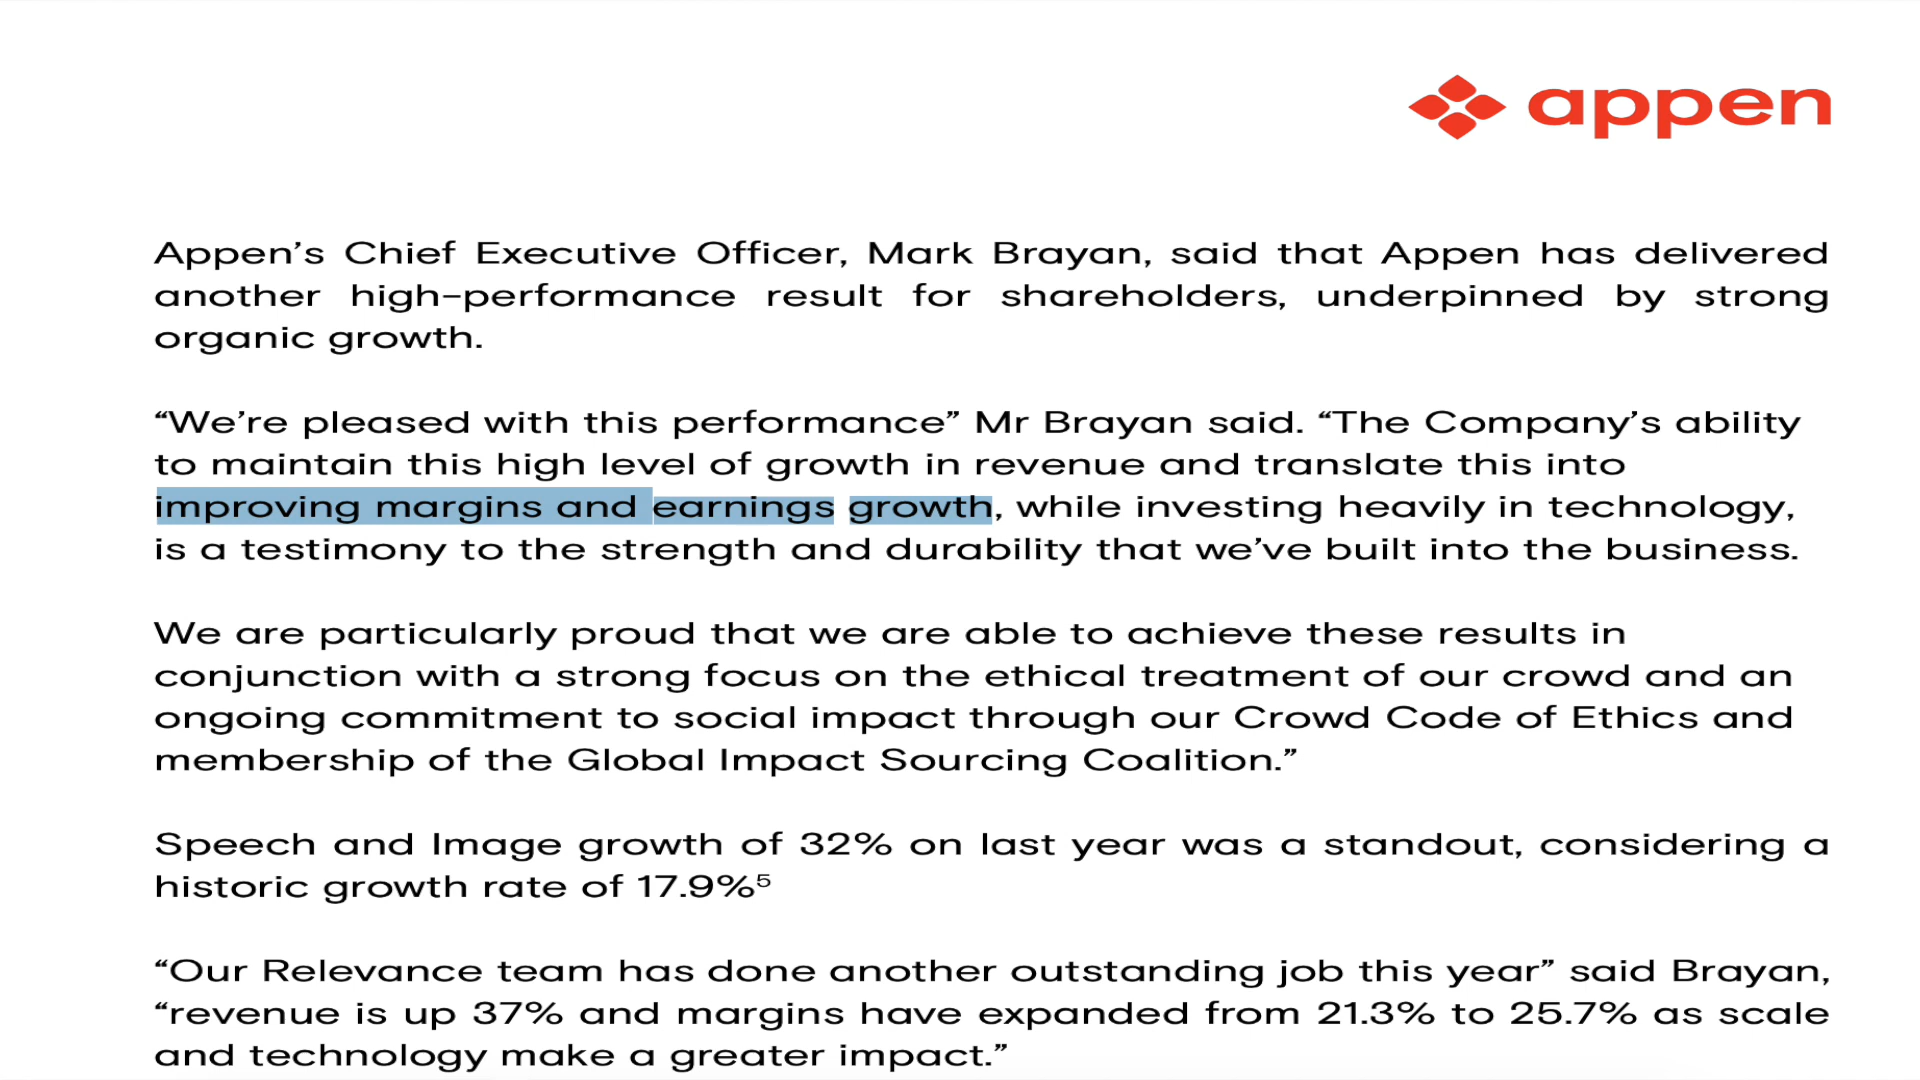 appen
Appen’s Chief Executive Officer, Mark Brayan, said that Appen has delivered
another high-performance result for shareholders, underpinned by strong
organic growth.
“We’re pleased with this performance” Mr Brayan said. “The Company’s ability
to maintain this high level of growth in revenue and translate this into
improving margins and earnings growth, while investing heavily in technology,
is a testimony to the strength and durability that we’ve built into the business.
We are particularly proud that we are able to achieve these results in
conjunction with a strong focus on the ethical treatment of our crowd and an
ongoing commitment to social impact through our Crowd Code of Ethics and
membership of the Global Impact Sourcing Coalition.”
Speech and Image growth of 32% on last year was a standout, considering a
historic growth rate of 17.9%⁵
“Our Relevance team has done another outstanding job this year” said Brayan,
“revenue is up 37% and margins have expanded from 21.3% to 25.7% as scale
and technology make a greater impact.”